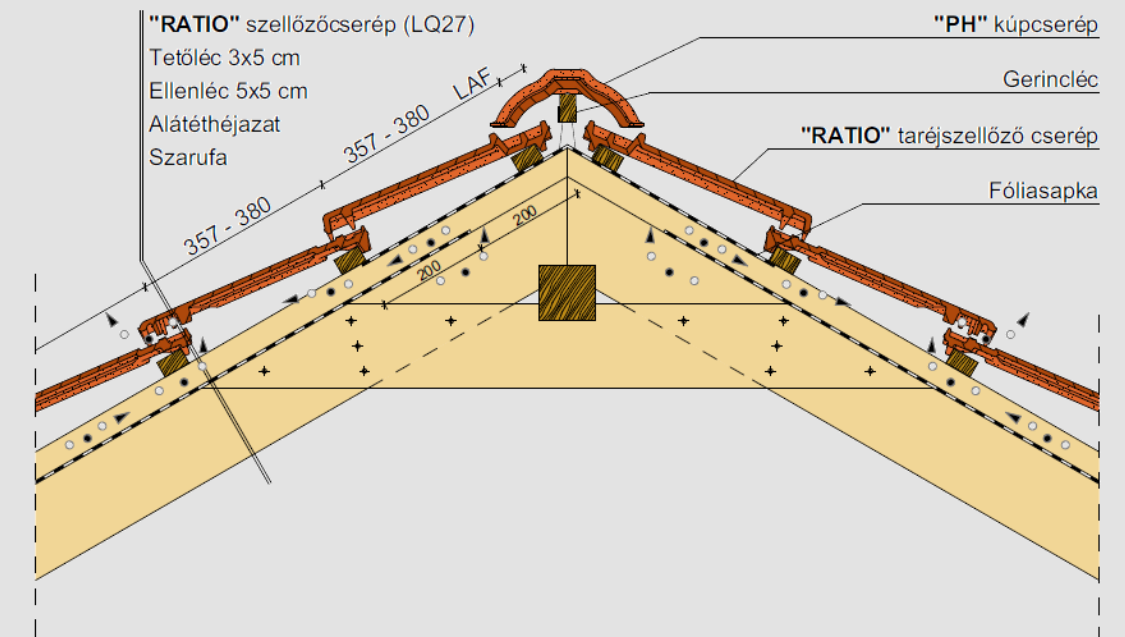 "RATIO" szellőzőcserép (LQ27)
Tetőléc 3x5 cm
Ellenléc 5x5 cm
Alátéthéjazat
Szarufa
"PH" kúpcserép
Gerincléc
"RATIO" taréjszellőző cserép
Fóliasapka
LAF
357 - 380
357 - 380
200
200